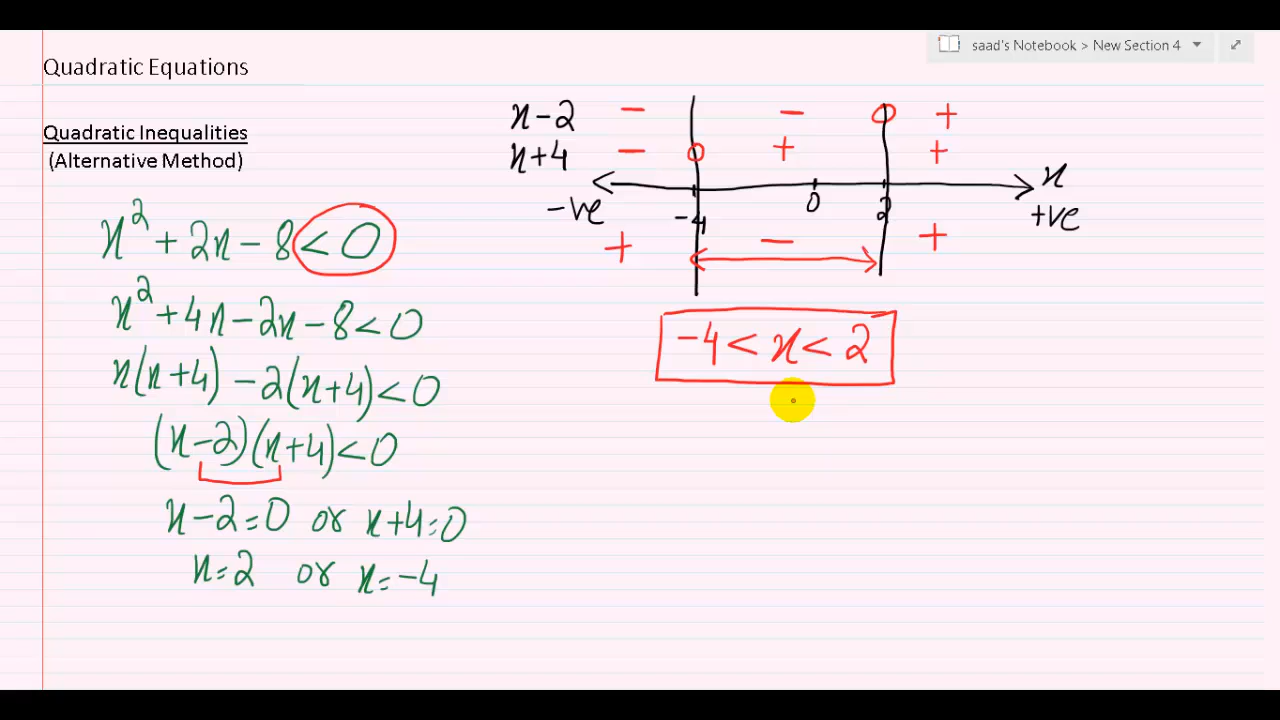 saad's Notebook > New Section 4
Quadratic Equations
Quadratic Inequalities
(Alternative Method)
x² + 2x - 8 < 0
x² + 4x - 2x - 8 < 0
x(x+4) - 2(x+4) < 0
(x-2)(x+4) < 0
x-2=0 or x+4=0
x=2 or x=-4
x-2 - - o +
x+4 - o + +
x
-ve -4 0 2 +ve
+ - +
-4 < x < 2